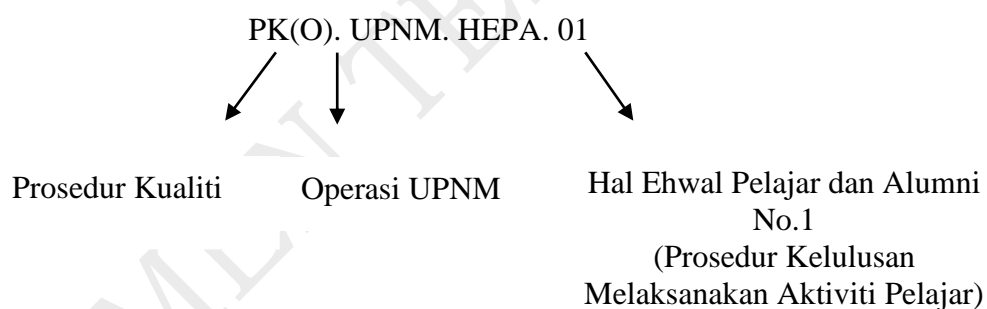 PK(O). UPNM. HEPA. 01
Prosedur Kualiti
Operasi UPNM
Hal Ehwal Pelajar dan Alumni
No.1
(Prosedur Kelulusan
Melaksanakan Aktiviti Pelajar)